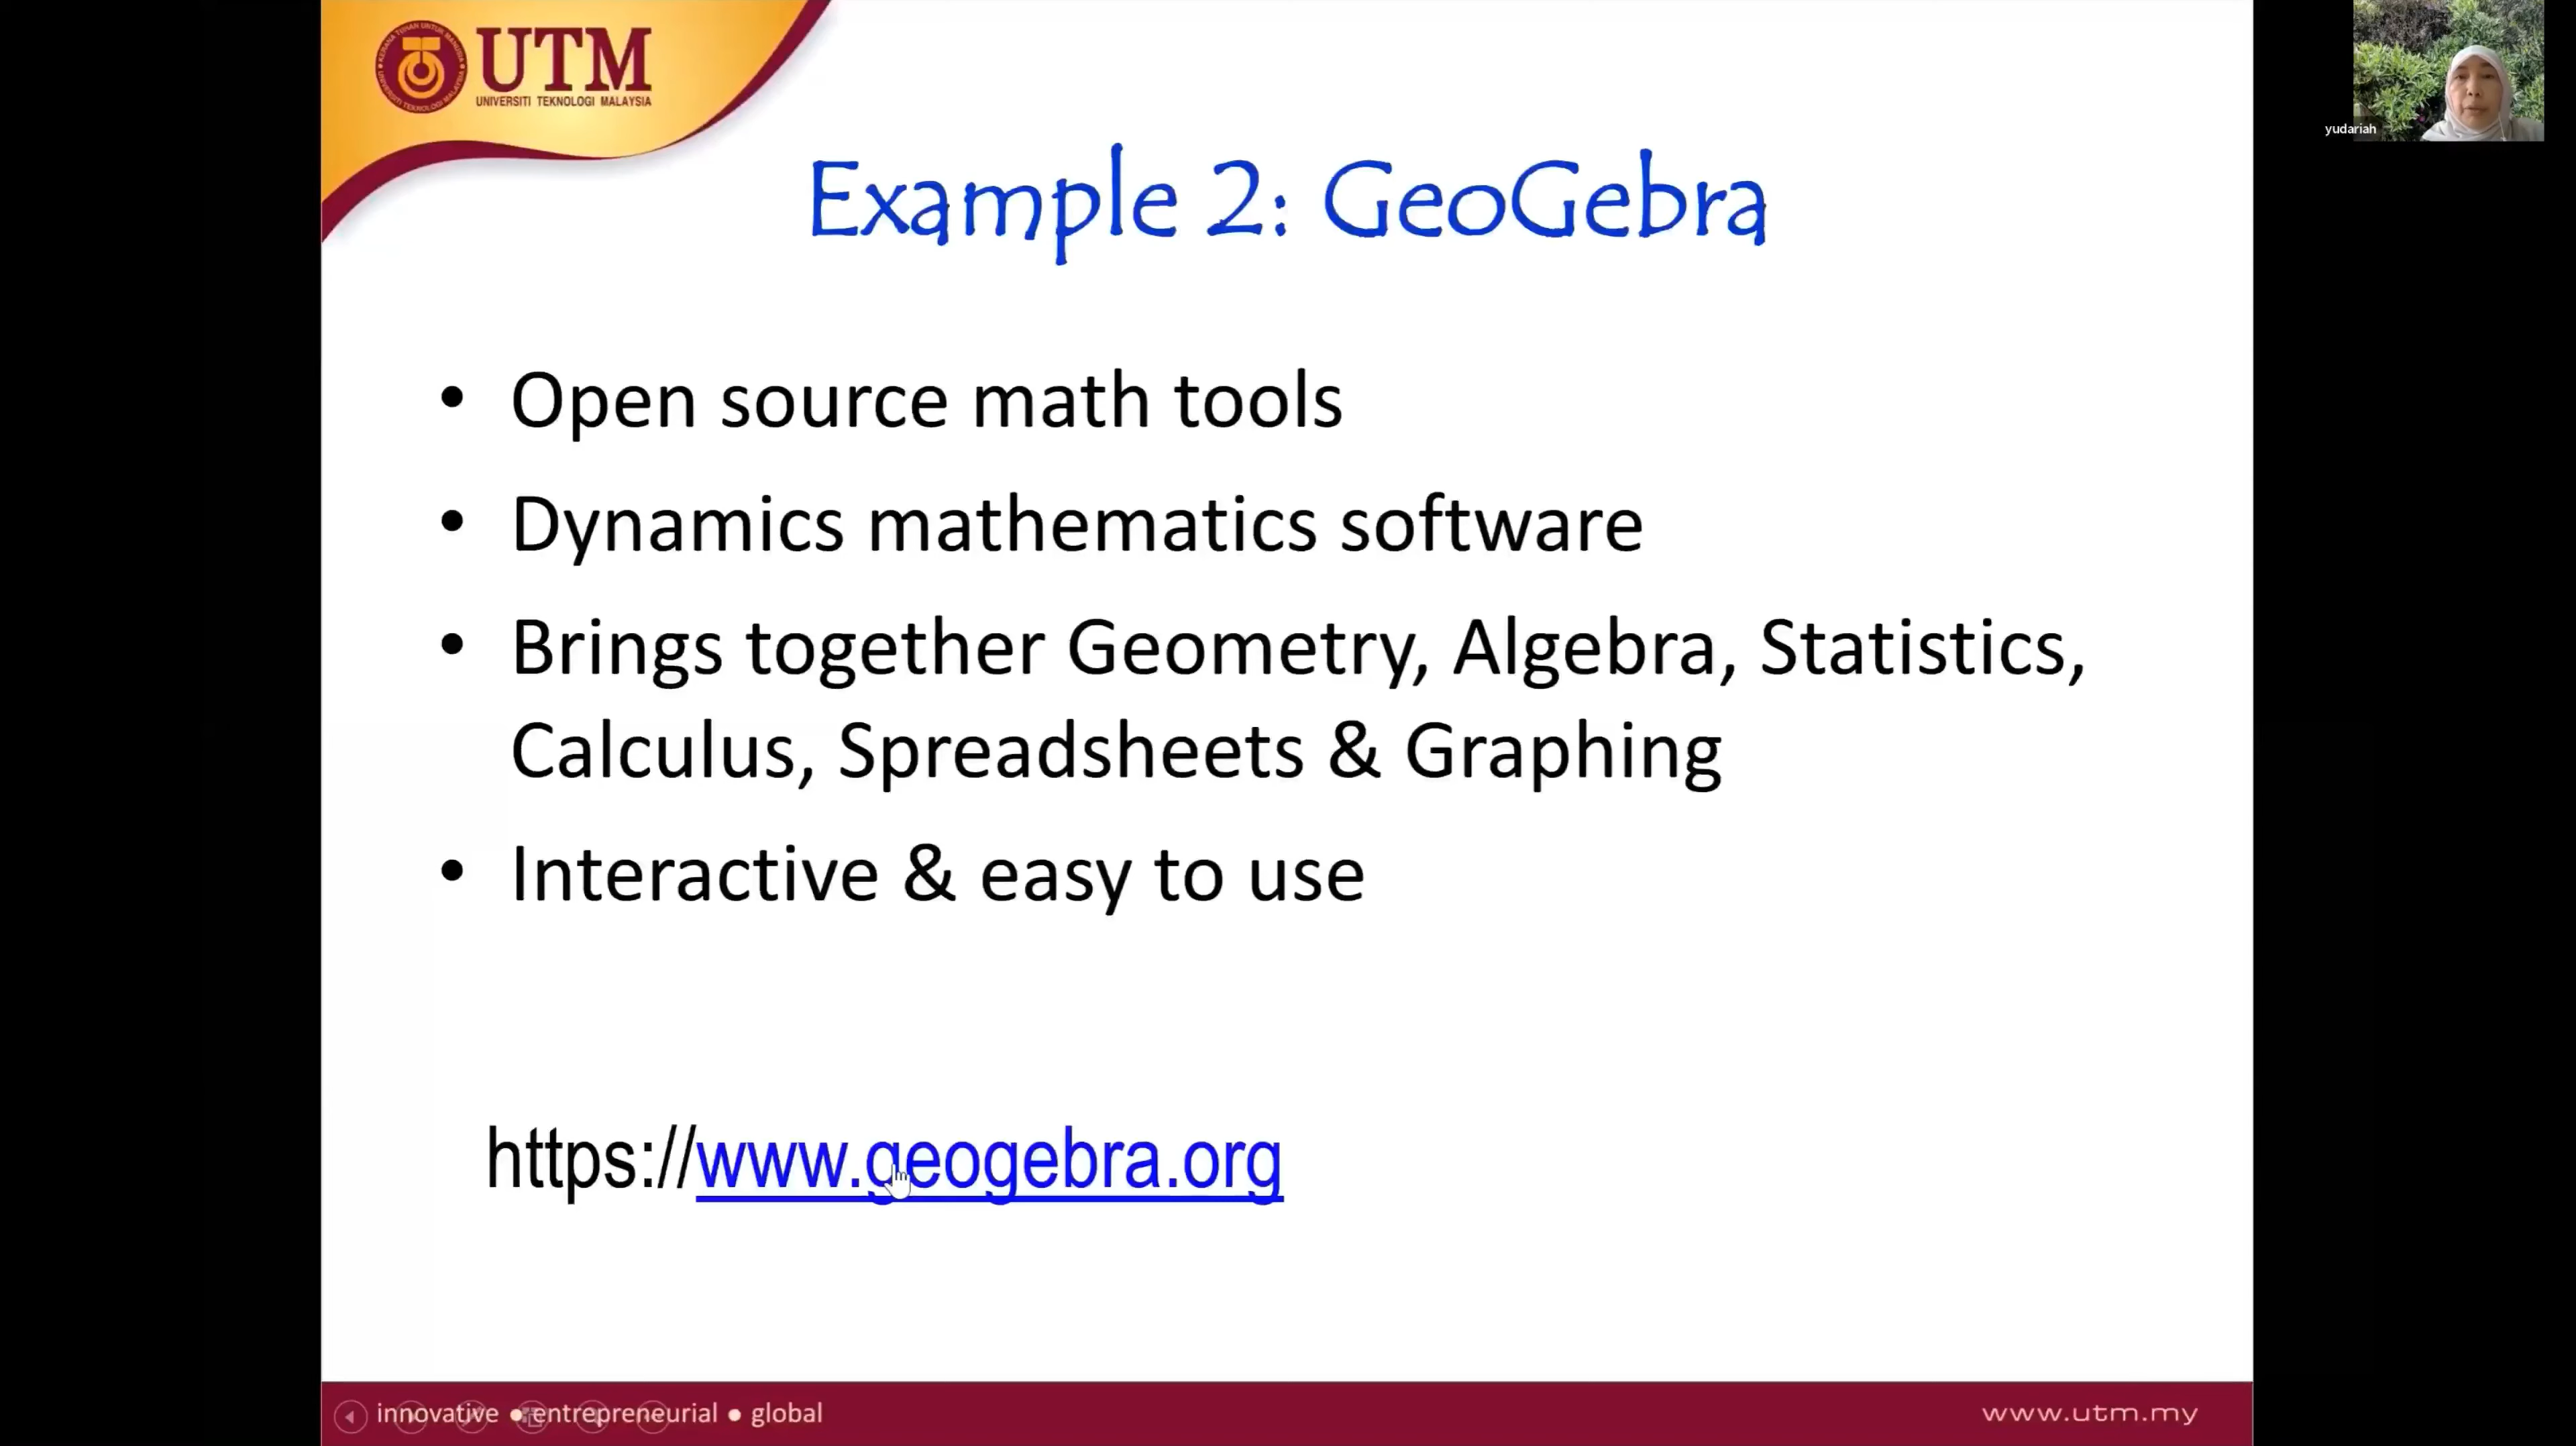 UTM
UNIVERSITI TEKNOLOGI MALAYSIA
yudariah
Example 2: GeoGebra
• Open source math tools
• Dynamics mathematics software
• Brings together Geometry, Algebra, Statistics,
Calculus, Spreadsheets & Graphing
• Interactive & easy to use
https://www.geogebra.org
innovative ● entrepreneurial ● global
www.utm.my